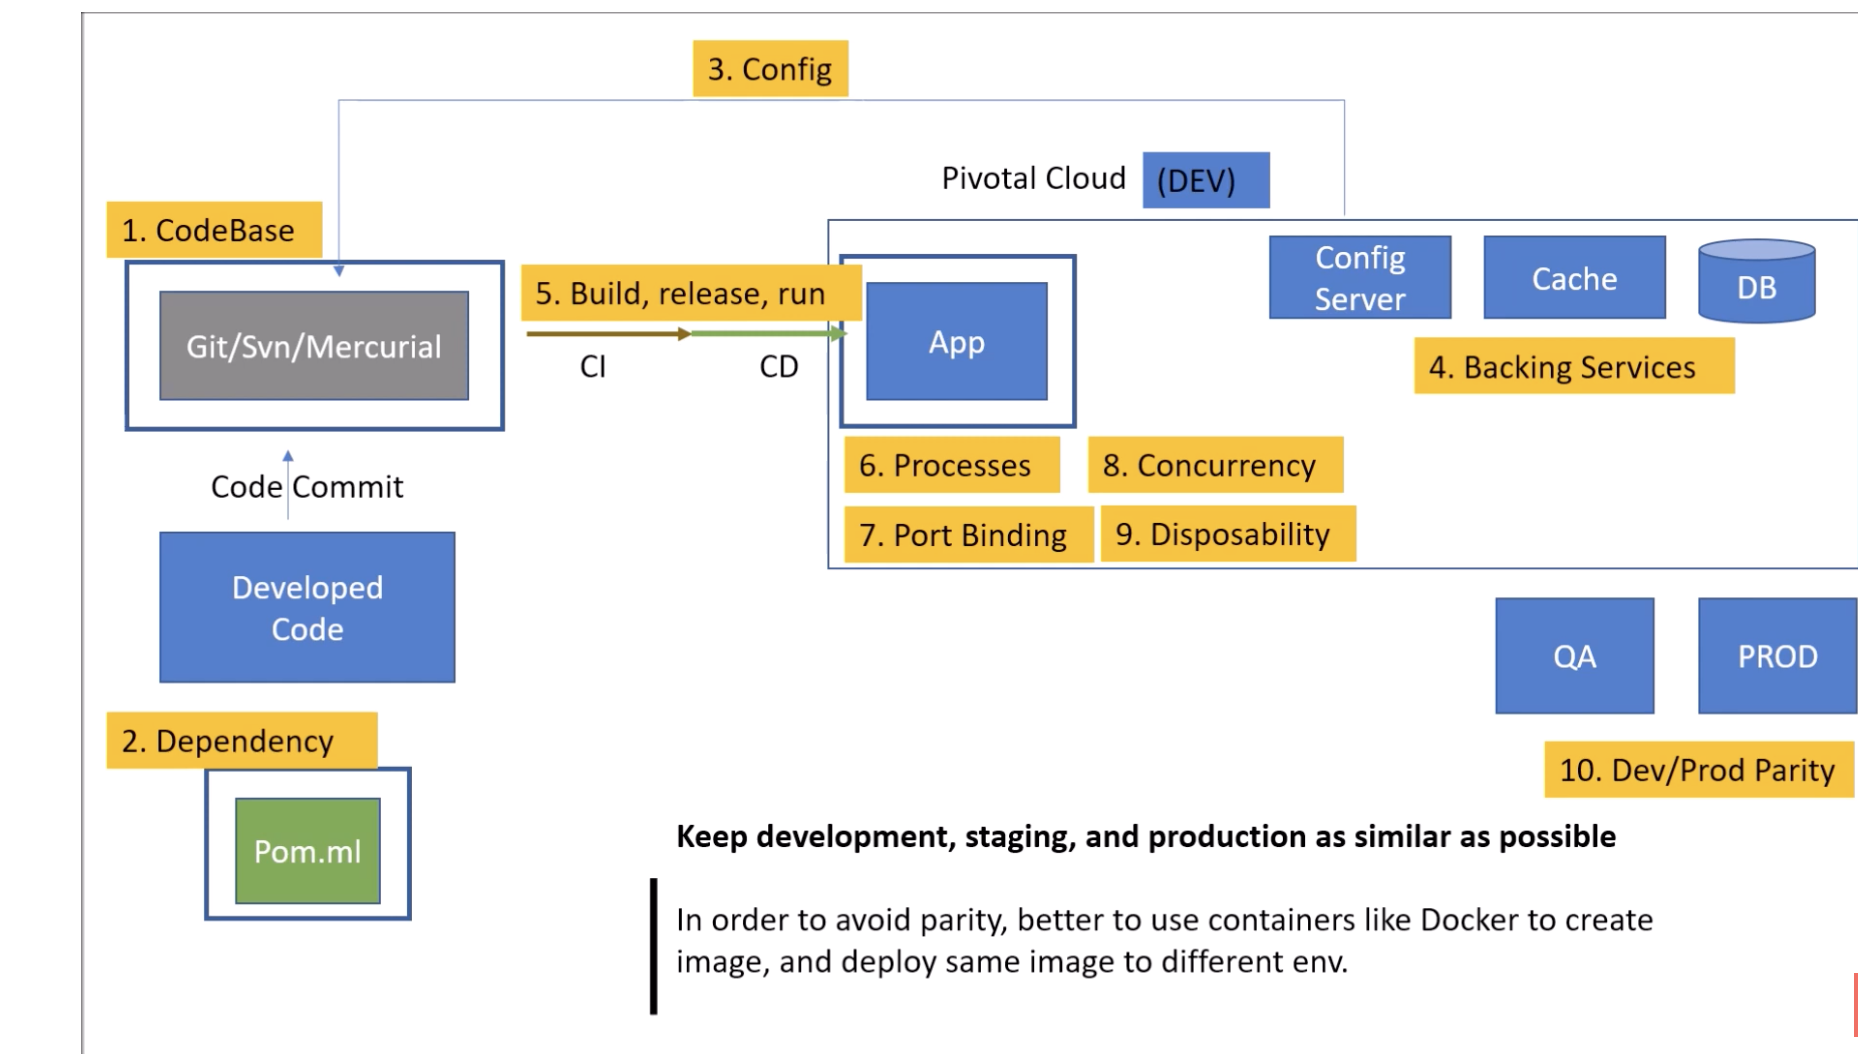 3. Config
Pivotal Cloud (DEV)
1. CodeBase
Git/Svn/Mercurial
5. Build, release, run
CI
CD
App
Config
Server
Cache
DB
4. Backing Services
6. Processes
8. Concurrency
7. Port Binding
9. Disposability
Code Commit
Developed
Code
QA
PROD
2. Dependency
10. Dev/Prod Parity
Pom.ml
Keep development, staging, and production as similar as possible
In order to avoid parity, better to use containers like Docker to create
image, and deploy same image to different env.